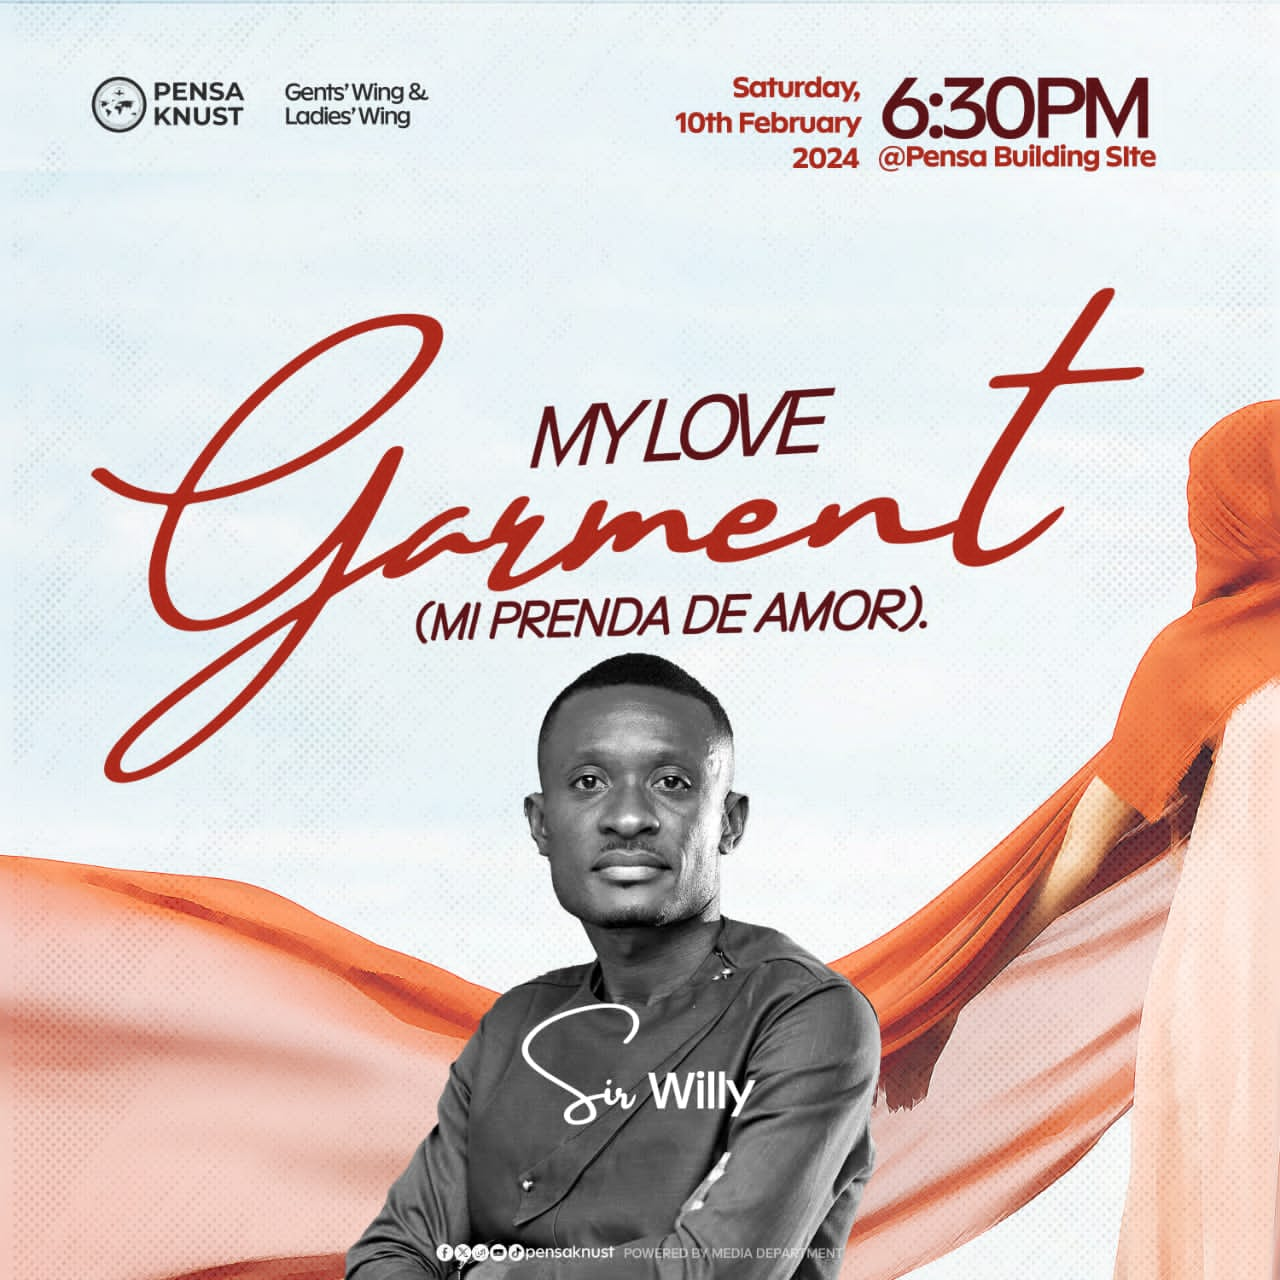 PENSA
KNUST
Gents' Wing &
Ladies' Wing
Saturday,
10th February
2024
6:30PM
@Pensa Building SIte
MY LOVE
Garment
(MI PRENDA DE AMOR).
Sir Willy
pensaknust POWERED BY MEDIA DEPARTMENT